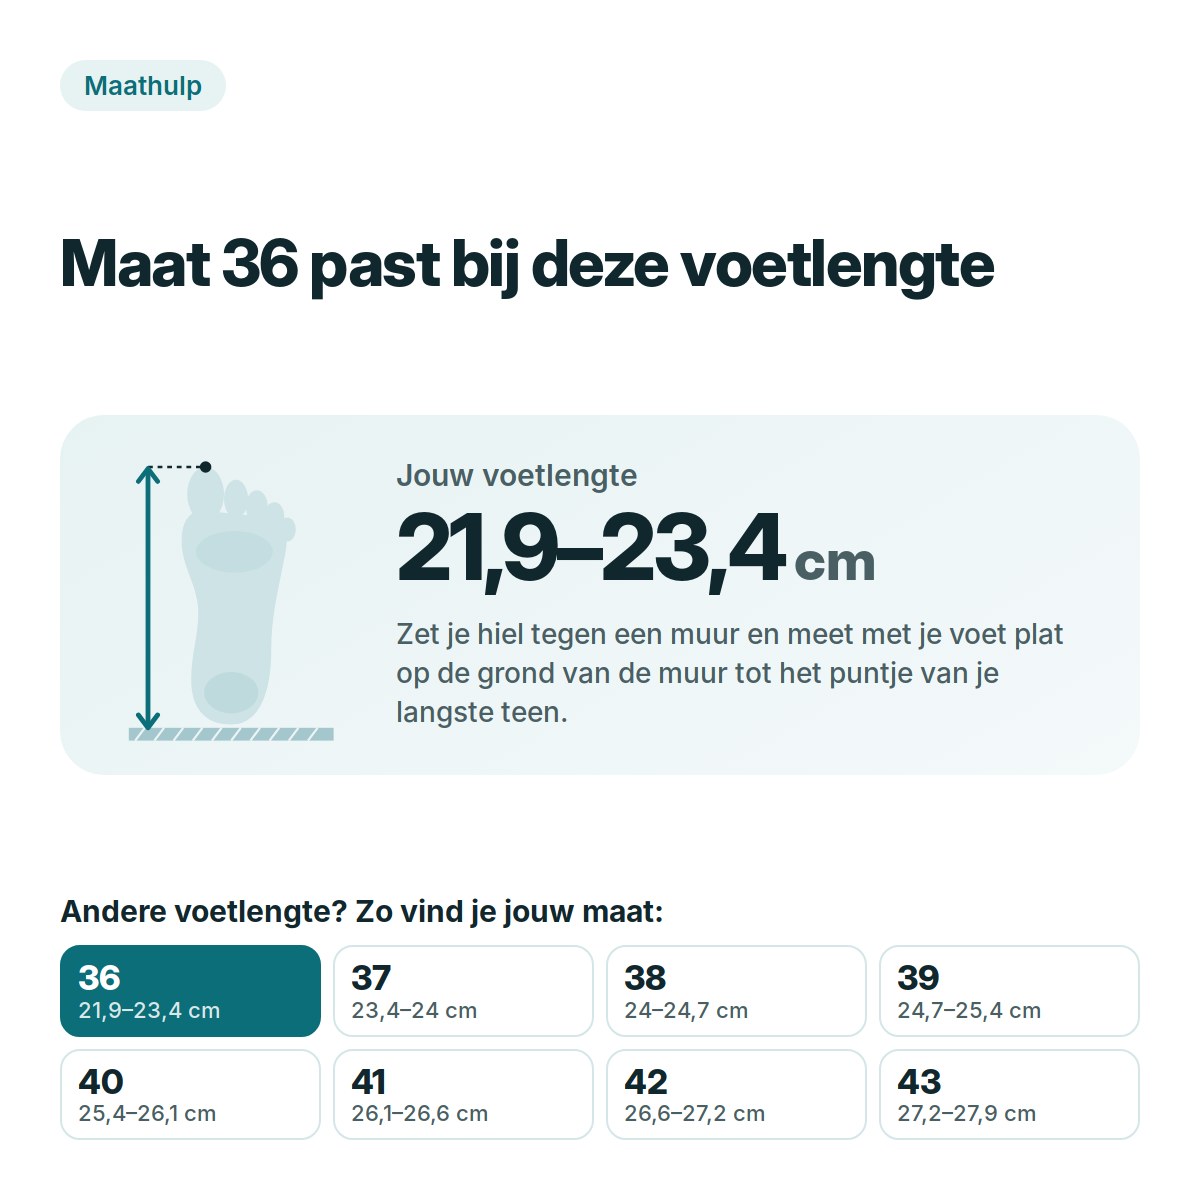 Maathulp
Maat 36 past bij deze voetlengte
Jouw voetlengte
21,9–23,4 cm
Zet je hiel tegen een muur en meet met je voet plat
op de grond van de muur tot het puntje van je
langste teen.
Andere voetlengte? Zo vind je jouw maat:
36
21,9–23,4 cm
37
23,4–24 cm
38
24–24,7 cm
39
24,7–25,4 cm
40
25,4–26,1 cm
41
26,1–26,6 cm
42
26,6–27,2 cm
43
27,2–27,9 cm